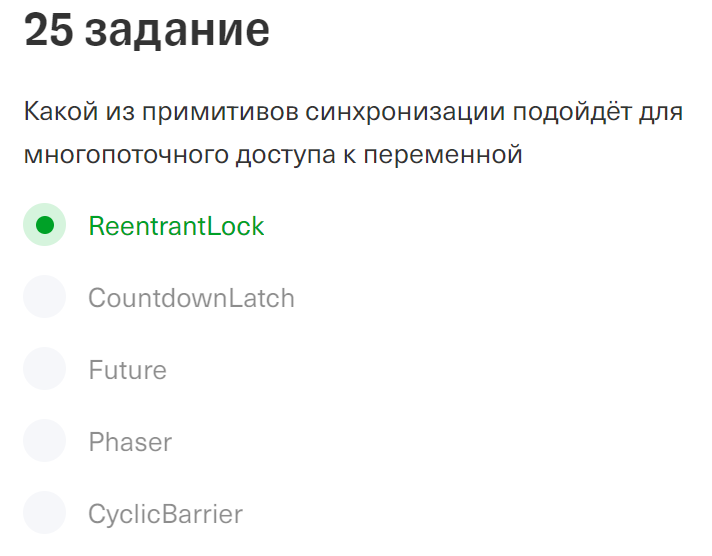 25 задание
Какой из примитивов синхронизации подойдёт для
многопоточного доступа к переменной
ReentrantLock
CountdownLatch
Future
Phaser
CyclicBarrier